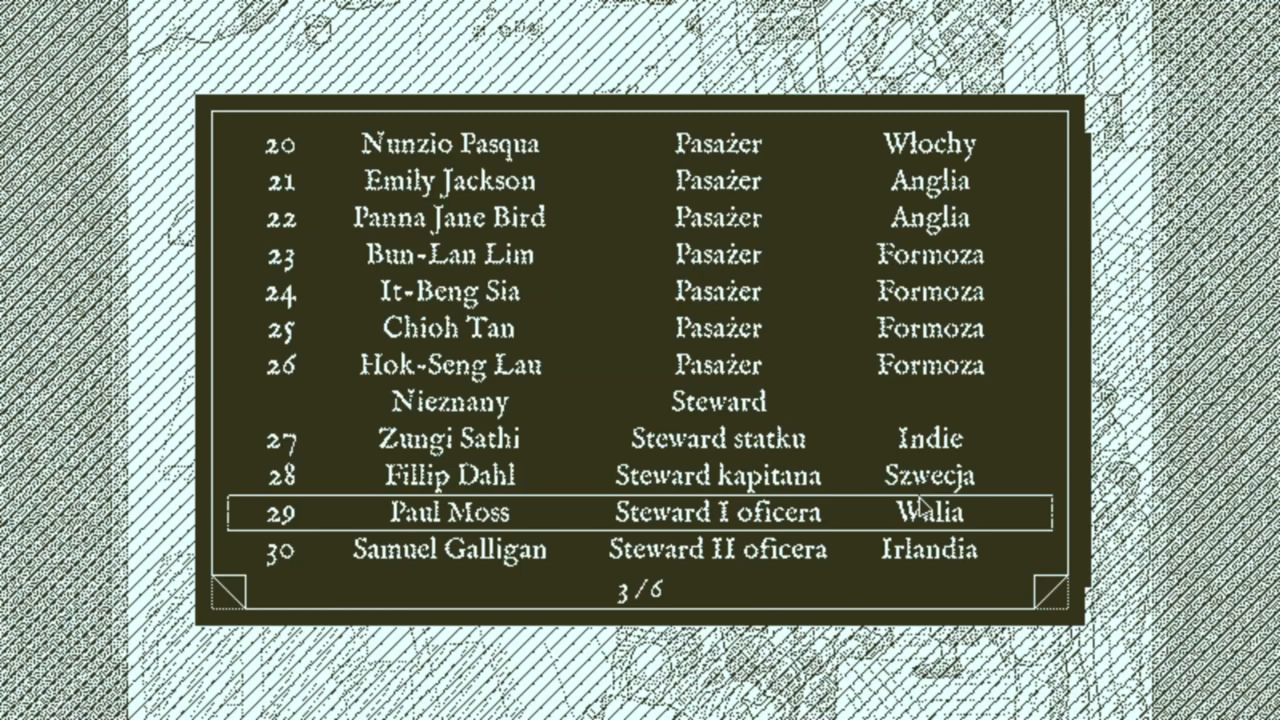 20 Nunzio Pasqua Pasażer Włochy
21 Emily Jackson Pasażer Anglia
22 Panna Jane Bird Pasażer Anglia
23 Bun-Lan Lim Pasażer Formoza
24 It-Beng Sia Pasażer Formoza
25 Chioh Tan Pasażer Formoza
26 Hok-Seng Lau Pasażer Formoza
Nieznany Steward
27 Zungi Sathi Steward statku Indie
28 Fillip Dahl Steward kapitana Szwecja
29 Paul Moss Steward I oficera Walia
30 Samuel Galligan Steward II oficera Irlandia
3/6